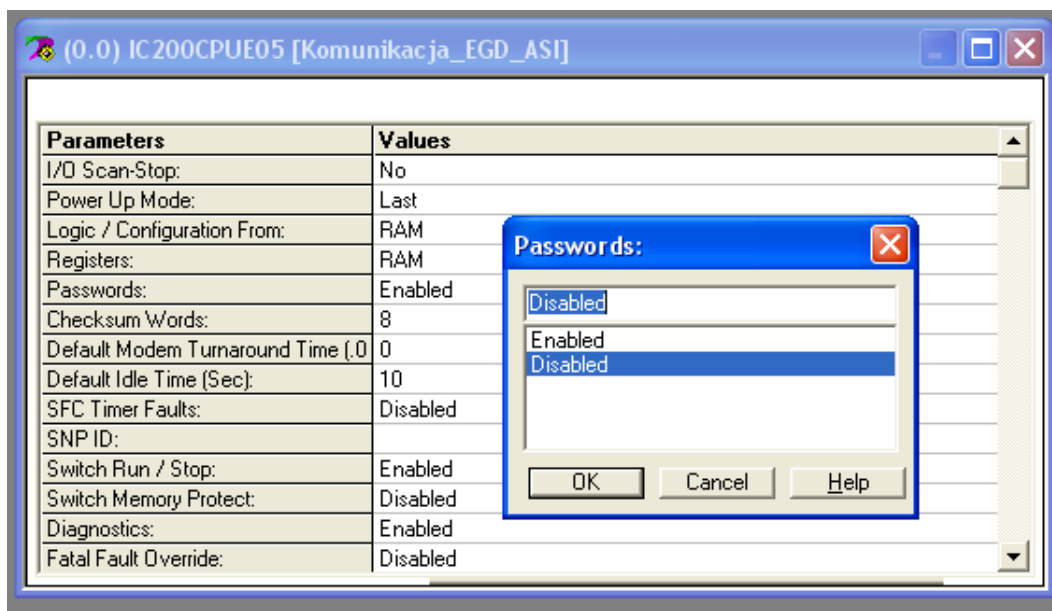 (0.0) IC200CPUE05 [Komunikacja_EGD_ASI]
Parameters Values
I/O Scan-Stop: No
Power Up Mode: Last
Logic / Configuration From: RAM
Registers: RAM
Passwords: Enabled
Checksum Words: 8
Default Modem Turnaround Time (.0 0
Default Idle Time (Sec): 10
SFC Timer Faults: Disabled
SNP ID:
Switch Run / Stop: Enabled
Switch Memory Protect: Disabled
Diagnostics: Enabled
Fatal Fault Override: Disabled
Passwords:
Disabled
Enabled
Disabled
OK Cancel Help